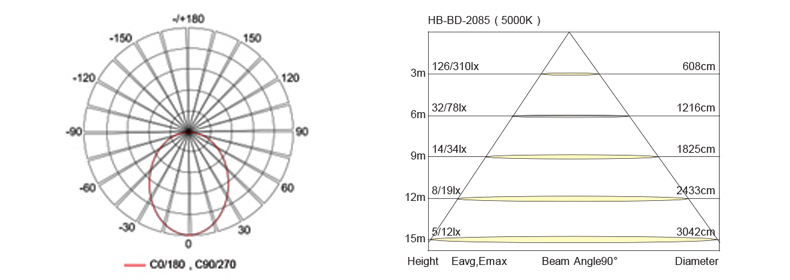 -/+180
-150 150
-120 120
-90 90
-60 60
-30 30
0
C0/180 , C90/270
HB-BD-2085 ( 5000K )
126/310lx 608cm
3m
32/78lx 1216cm
6m
14/34lx 1825cm
9m
8/19lx 2433cm
12m
5/12lx 3042cm
15m
Height Eavg,Emax Beam Angle90° Diameter